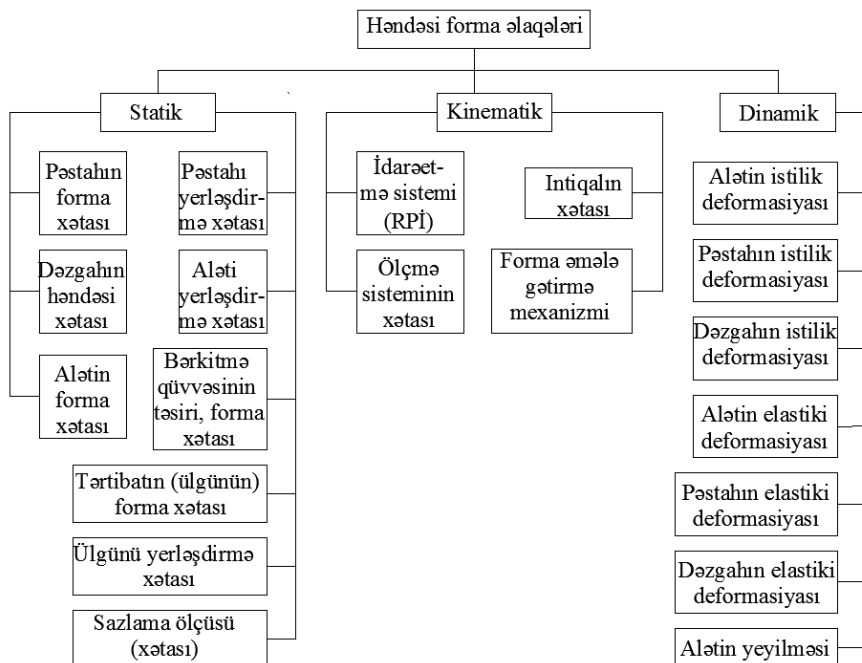 Həndəsi forma əlaqələri
Statik
Kinematik
Dinamik
Pəstahın
forma
xətası
Pəstahı
yerləşdir-
mə xətası
Dəzgahın
həndəsi
xətası
Aləti
yerləşdir-
mə xətası
Alətin
forma
xətası
Bərkitmə
qüvvəsinin
təsiri, forma
xətası
Tərtibatın (ülgünün)
forma xətası
Ülgünü yerləşdirmə
xətası
Sazlama ölçüsü
(xətası)
İdarəet-
mə sistemi
(RPİ)
Intiqalın
xətası
Ölçmə
sisteminin
xətası
Forma əmələ
gətirmə
mexanizmi
Alətin istilik
deformasiyası
Pəstahın istilik
deformasiyası
Dəzgahın istilik
deformasiyası
Alətin elastiki
deformasiyası
Pəstahın elastiki
deformasiyası
Dəzgahın elastiki
deformasiyası
Alətin yeyilməsi